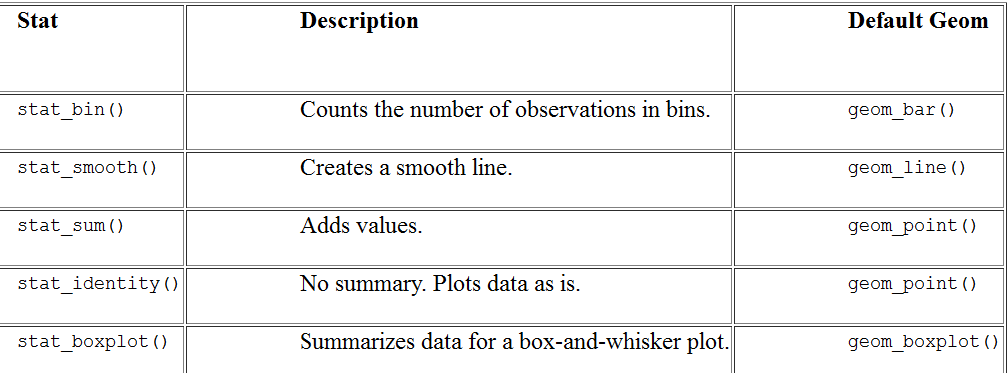 Stat Description Default Geom
stat_bin() Counts the number of observations in bins. geom_bar()
stat_smooth() Creates a smooth line. geom_line()
stat_sum() Adds values. geom_point()
stat_identity() No summary. Plots data as is. geom_point()
stat_boxplot() Summarizes data for a box-and-whisker plot. geom_boxplot()